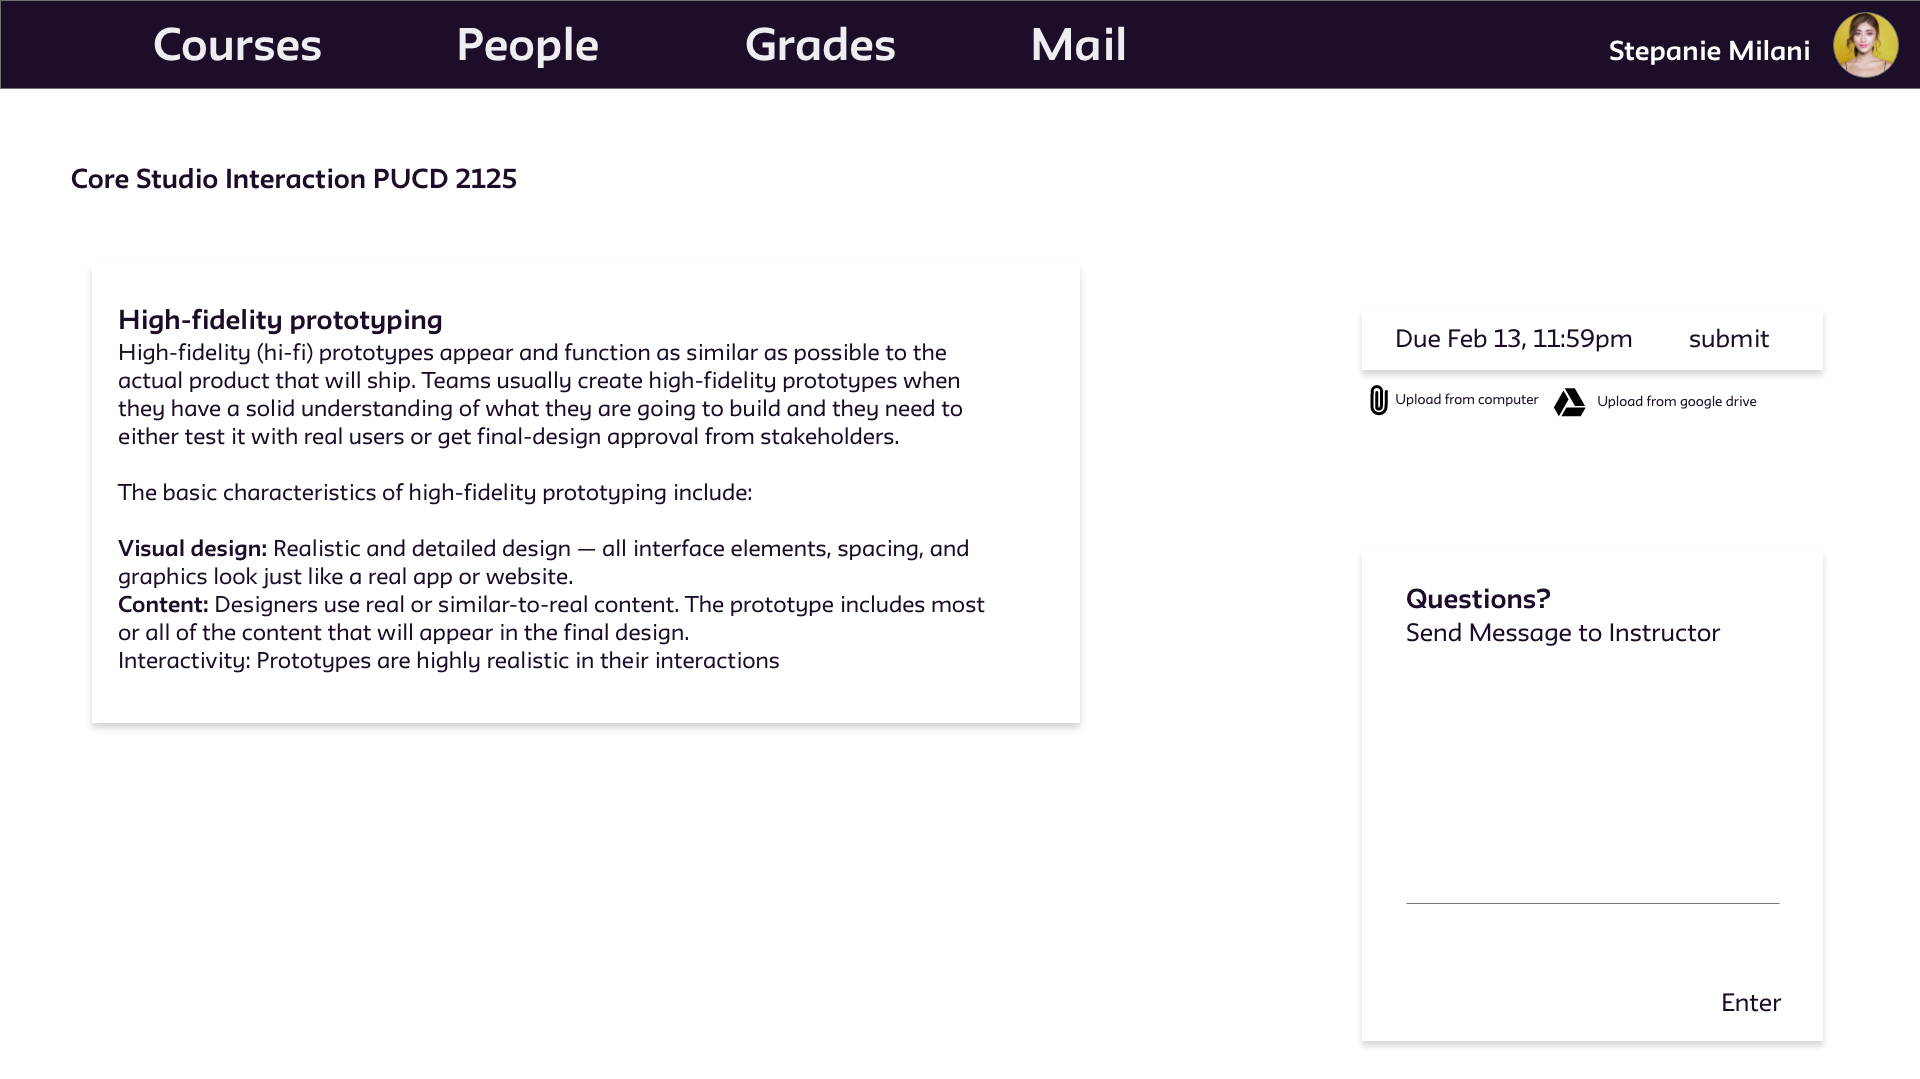 Courses People Grades Mail Stepanie Milani
Core Studio Interaction PUCD 2125
High-fidelity prototyping
High-fidelity (hi-fi) prototypes appear and function as similar as possible to the
actual product that will ship. Teams usually create high-fidelity prototypes when
they have a solid understanding of what they are going to build and they need to
either test it with real users or get final-design approval from stakeholders.
The basic characteristics of high-fidelity prototyping include:
Visual design: Realistic and detailed design — all interface elements, spacing, and
graphics look just like a real app or website.
Content: Designers use real or similar-to-real content. The prototype includes most
or all of the content that will appear in the final design.
Interactivity: Prototypes are highly realistic in their interactions
Due Feb 13, 11:59pm submit
Upload from computer Upload from google drive
Questions?
Send Message to Instructor
Enter